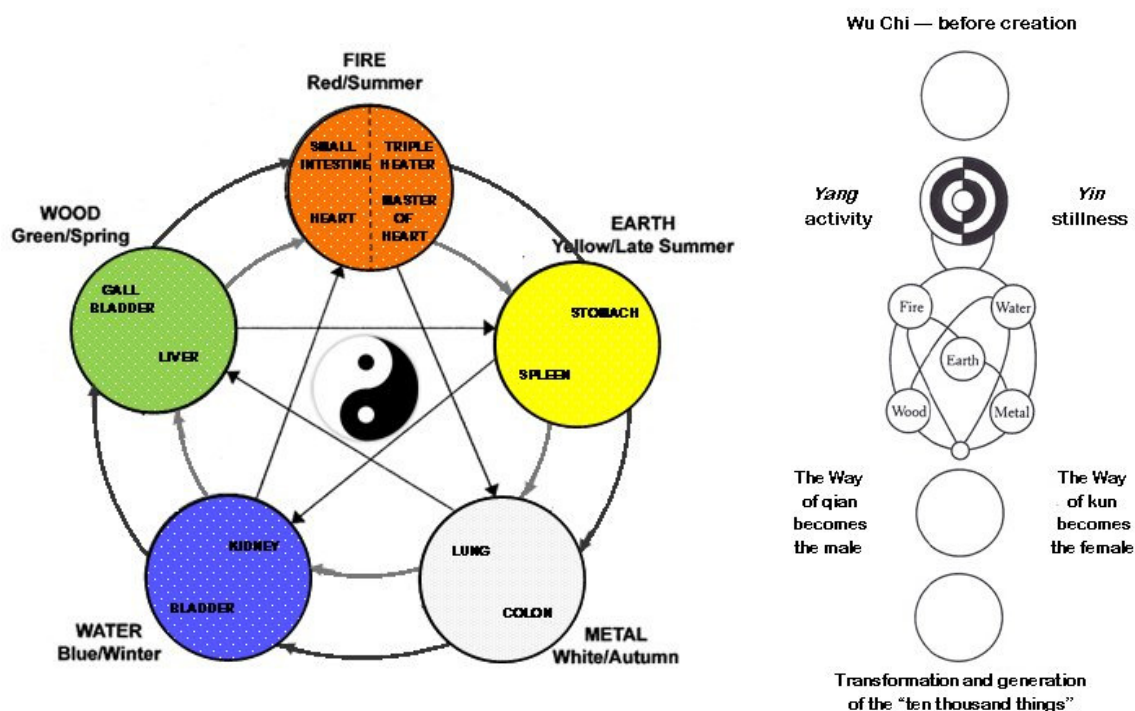 FIRE
Red/Summer
SMALL
INTESTINE
TRIPLE
HEATER
HEART
MASTER
OF
HEART
WOOD
Green/Spring
GALL
BLADDER
LIVER
EARTH
Yellow/Late Summer
STOMACH
SPLEEN
KIDNEY
BLADDER
WATER
Blue/Winter
LUNG
COLON
METAL
White/Autumn
Wu Chi — before creation
Yang
activity
Yin
stillness
Fire
Water
Earth
Wood
Metal
The Way
of qian
becomes
the male
The Way
of kun
becomes
the female
Transformation and generation
of the “ten thousand things”